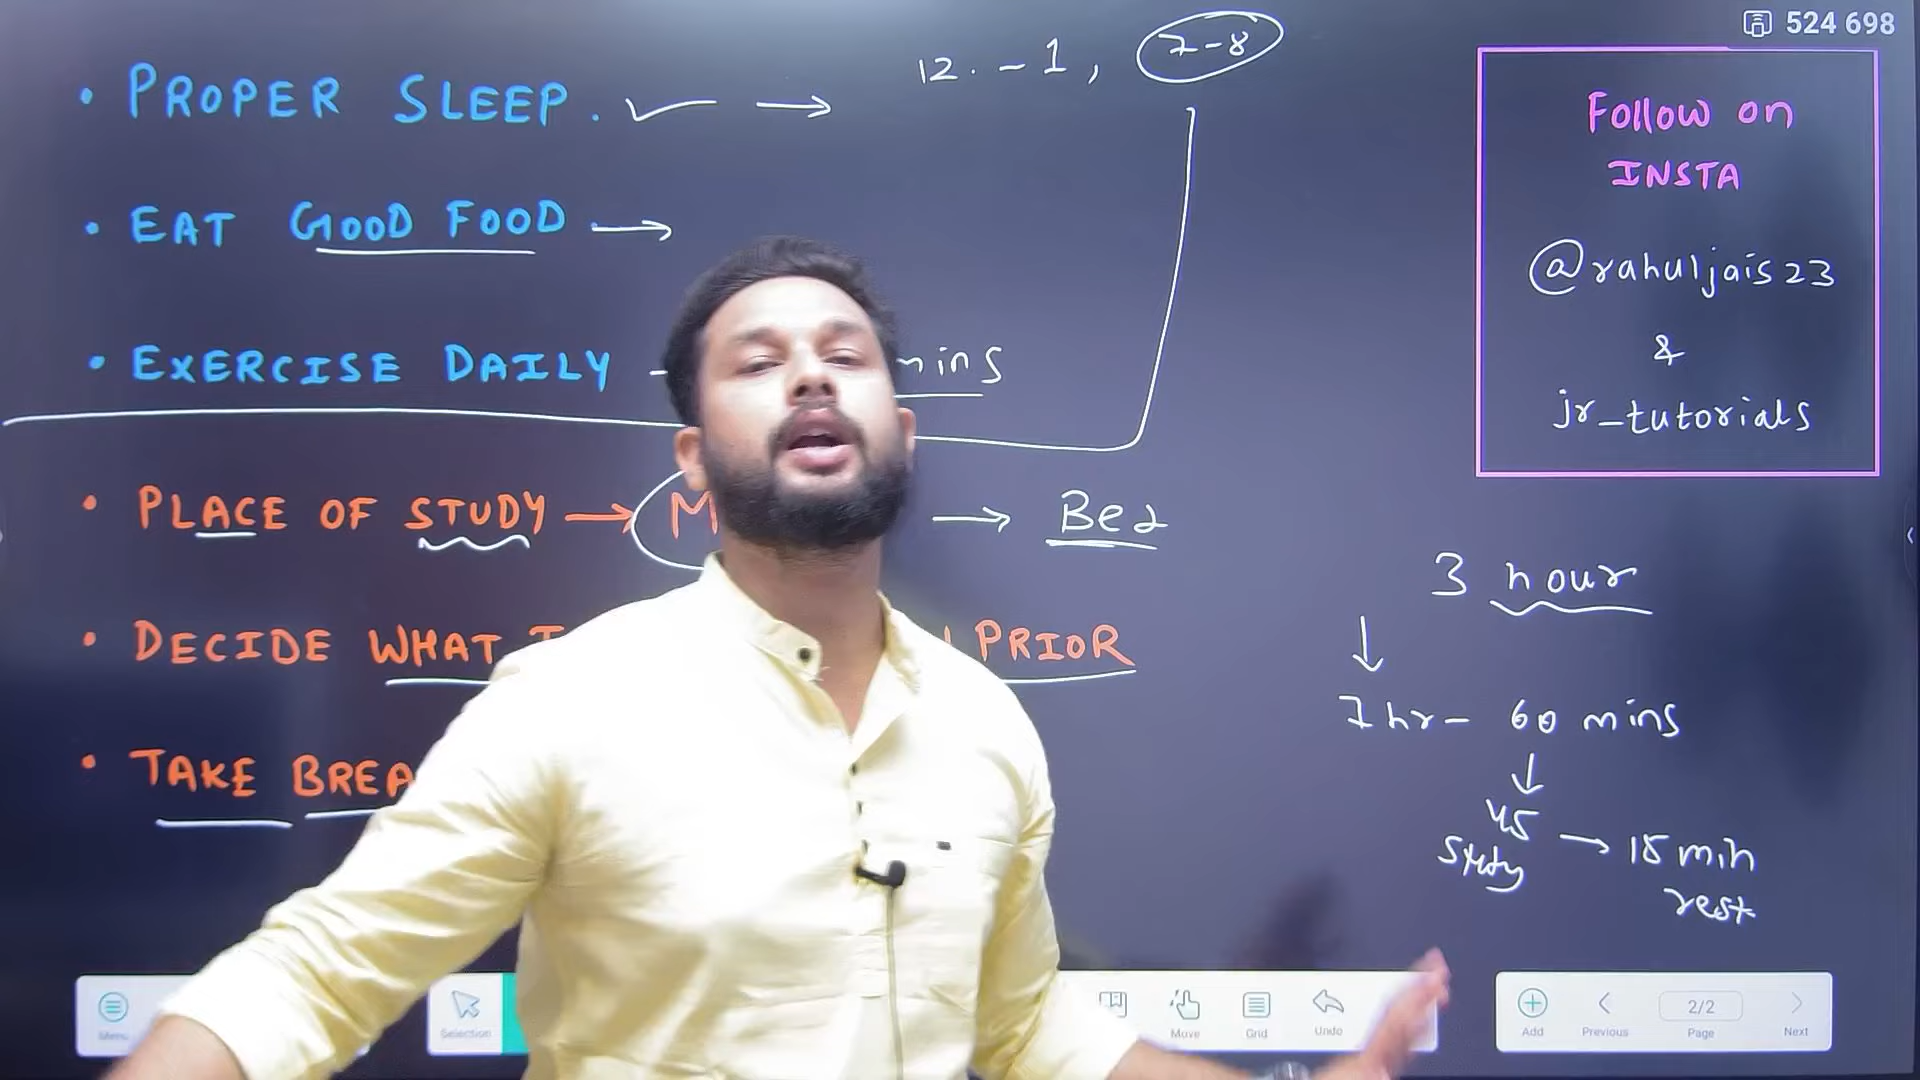 524 698
12. - 1, 7-8
• PROPER SLEEP.
• EAT GOOD FOOD
• EXERCISE DAILY - mins
• PLACE OF STUDY → Bed
• DECIDE WHAT PRIOR
• TAKE
Follow on
INSTA
@rahuljais23
&
jr_tutorials
3 hour
1 hr - 60 mins
45
Study → 15 min
rest
Menu
Selection
Move
Grid
Undo
Add
Previous
2/2
Page
Next